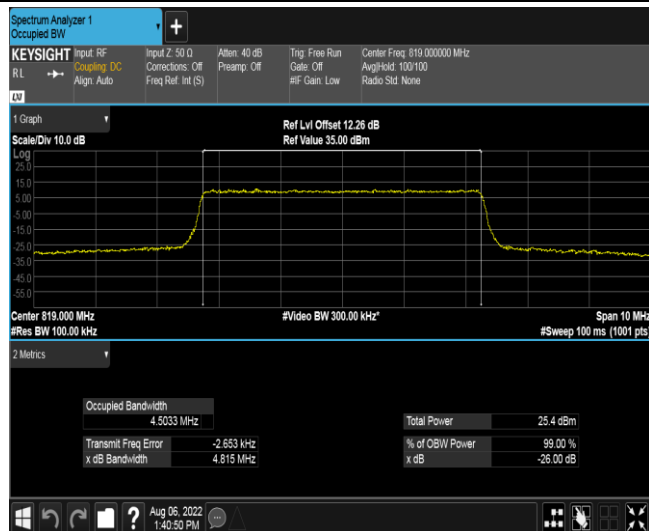 Spectrum Analyzer 1
Occupied BW
+
KEYSIGHT
RL
Input: RF
Coupling: DC
Align: Auto
Input Z: 50 Ω
Corrections: Off
Freq Ref: Int (S)
Atten: 40 dB
Preamp: Off
Trig: Free Run
Gate: Off
#IF Gain: Low
Center Freq: 819.000000 MHz
Avg|Hold: 100/100
Radio Std: None
LXI
1 Graph
Scale/Div 10.0 dB
Ref Lvl Offset 12.26 dB
Ref Value 35.00 dBm
Log
25.0
15.0
5.00
-5.00
-15.0
-25.0
-35.0
-45.0
-55.0
Center 819.000 MHz
#Res BW 100.00 kHz
#Video BW 300.00 kHz*
Span 10 MHz
#Sweep 100 ms (1001 pts)
2 Metrics
Occupied Bandwidth
4.5033 MHz
Total Power 25.4 dBm
Transmit Freq Error -2.653 kHz
% of OBW Power 99.00 %
x dB Bandwidth 4.815 MHz
x dB -26.00 dB
?
Aug 06, 2022
1:40:50 PM